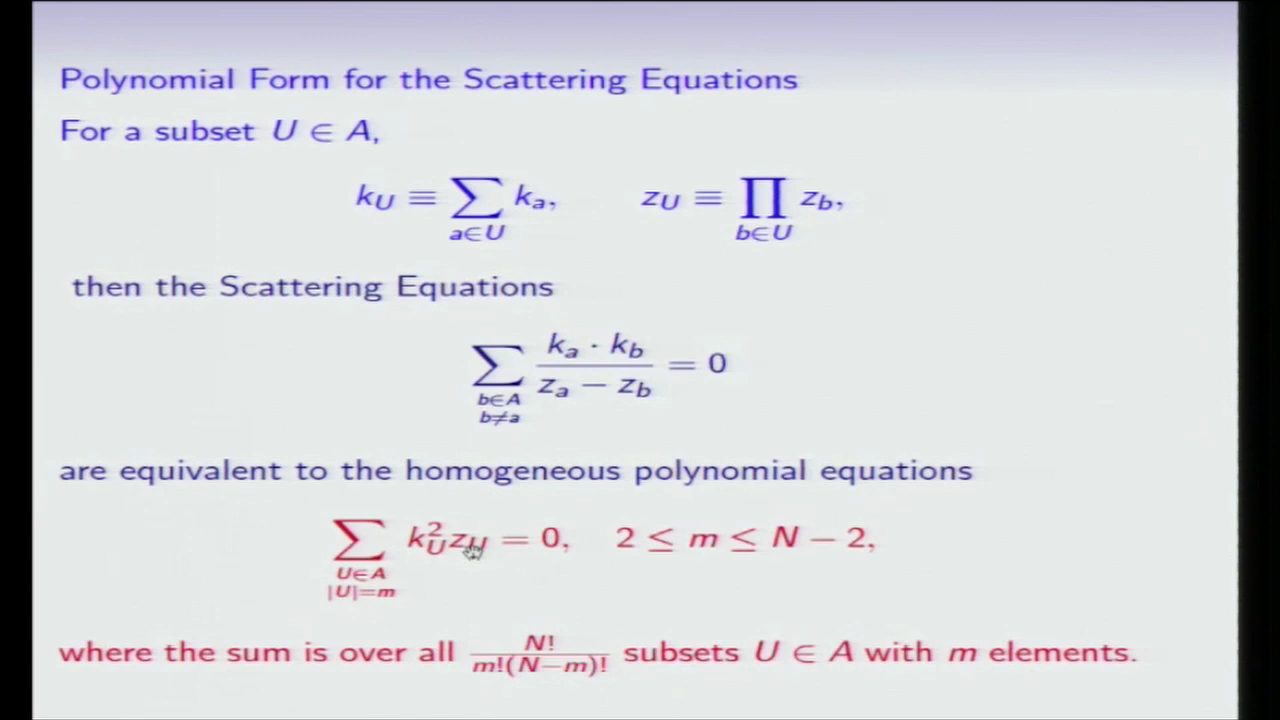 Polynomial Form for the Scattering Equations
For a subset U ∈ A,
k_U ≡ ∑_{a∈U} k_a,   z_U ≡ ∏_{b∈U} z_b,
then the Scattering Equations
∑_{b∈A b≠a} (k_a · k_b)/(z_a − z_b) = 0
are equivalent to the homogeneous polynomial equations
∑_{U∈A |U|=m} k_U^2 z_U = 0,   2 ≤ m ≤ N − 2,
where the sum is over all N!/(m!(N−m)!) subsets U ∈ A with m elements.